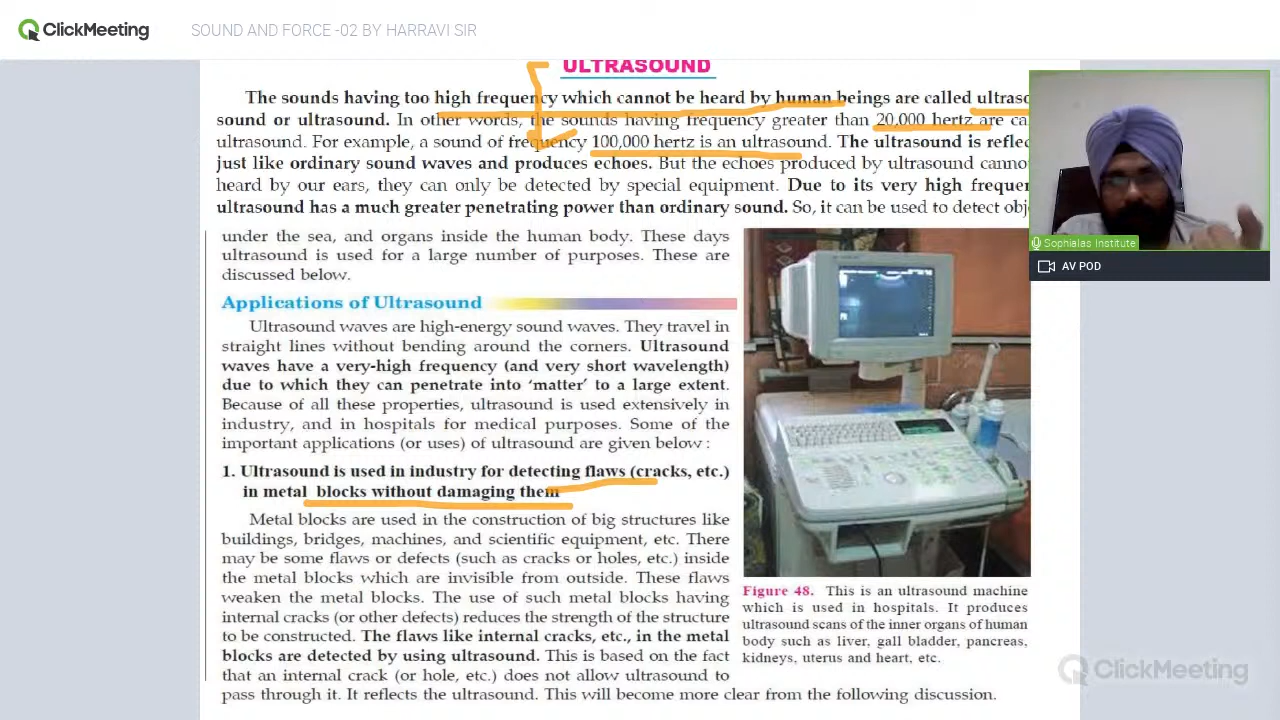 ClickMeeting
SOUND AND FORCE -02 BY HARRAVI SIR
ULTRASOUND
The sounds having too high frequency which cannot be heard by human beings are called
sound or ultrasound. In other words, the sounds having frequency greater than 20,000 hertz are
ultrasound. For example, a sound of frequency 100,000 hertz is an ultrasound. The ultrasound is
just like ordinary sound waves and produces echoes. But the echoes produced by ultrasound
heard by our ears, they can only be detected by special equipment. Due to its very high
ultrasound has a much greater penetrating power than ordinary sound. So, it can be used to detect
Sophialas Institute
AV POD
under the sea, and organs inside the human body. These days
ultrasound is used for a large number of purposes. These are
discussed below.
Applications of Ultrasound
Ultrasound waves are high-energy sound waves. They travel in
straight lines without bending around the corners. Ultrasound
waves have a very-high frequency (and very short wavelength)
due to which they can penetrate into ‘matter’ to a large extent.
Because of all these properties, ultrasound is used extensively in
industry, and in hospitals for medical purposes. Some of the
important applications (or uses) of ultrasound are given below :
1. Ultrasound is used in industry for detecting flaws (cracks, etc.)
in metal blocks without damaging them
Metal blocks are used in the construction of big structures like
buildings, bridges, machines, and scientific equipment, etc. There
may be some flaws or defects (such as cracks or holes, etc.) inside
the metal blocks which are invisible from outside. These flaws
weaken the metal blocks. The use of such metal blocks having
internal cracks (or other defects) reduces the strength of the structure
to be constructed. The flaws like internal cracks, etc., in the metal
blocks are detected by using ultrasound. This is based on the fact
that an internal crack (or hole, etc.) does not allow ultrasound to
pass through it. It reflects the ultrasound. This will become more clear from the following discussion.
Figure 48. This is an ultrasound machine
which is used in hospitals. It produces
ultrasound scans of the inner organs of human
body such as liver, gall bladder, pancreas,
kidneys, uterus and heart, etc.
ClickMeeting